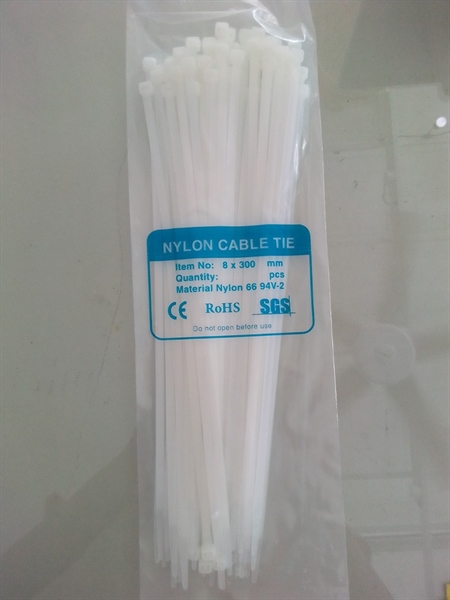 NYLON CABLE TIE
Item No: 8 x 300 mm
Quantity: pcs
Material Nylon 66 94V-2
CE RoHS SGS
Do not open before use